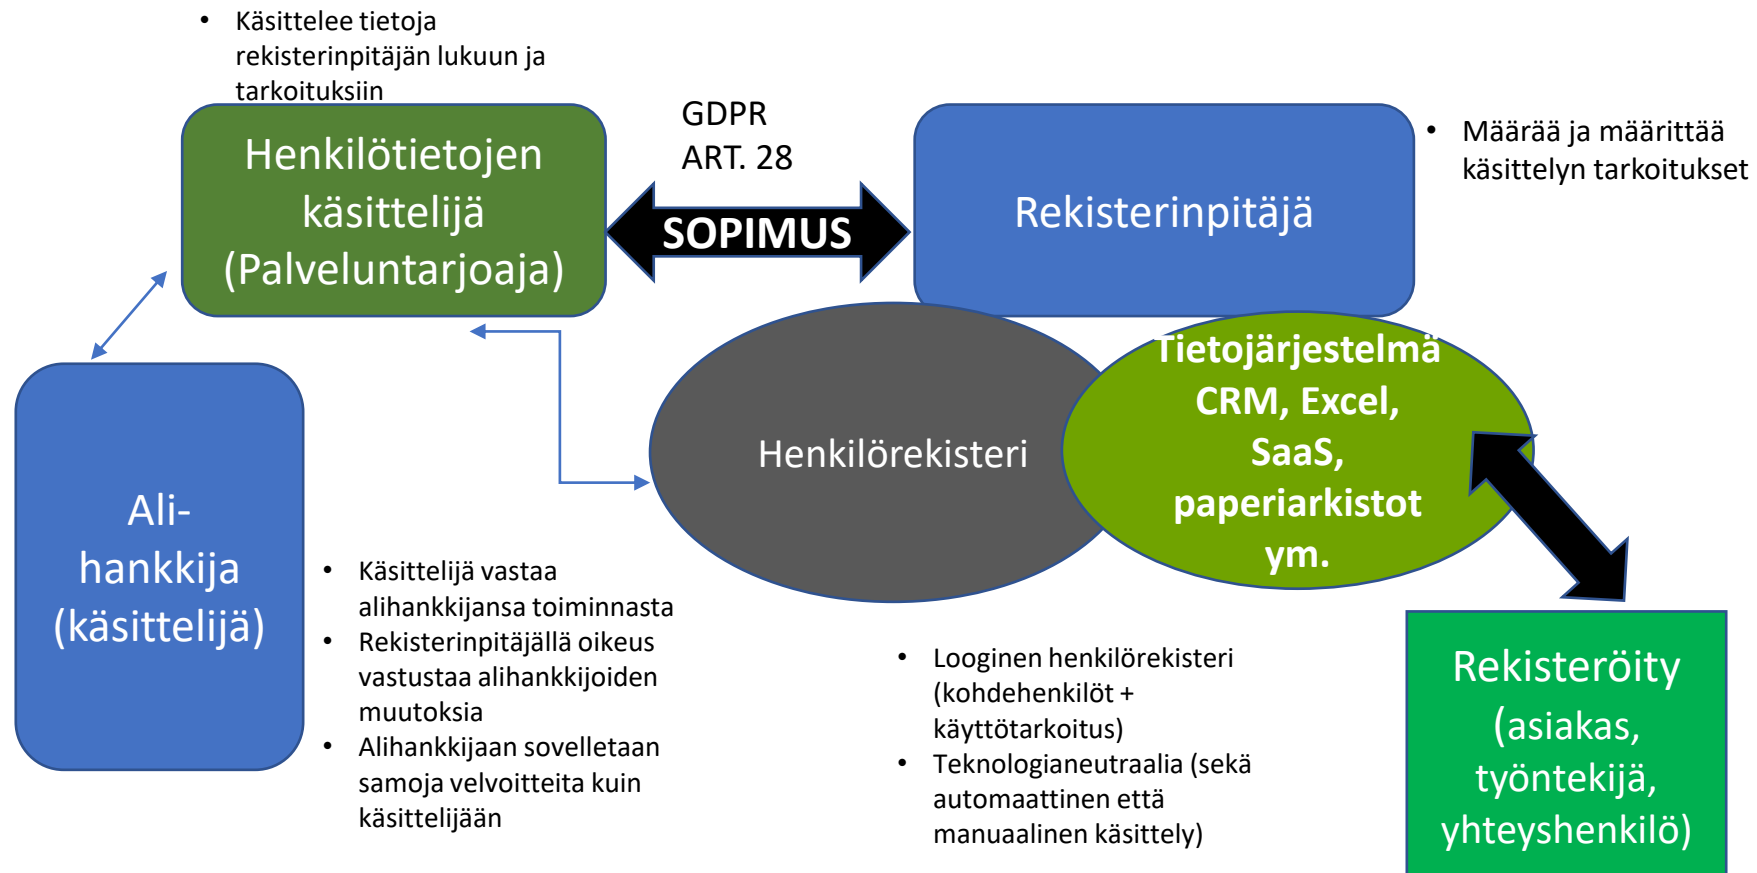 • Käsittelee tietoja
rekisterinpitäjän lukuun ja
tarkoituksiin
Henkilötietojen
käsittelijä
(Palveluntarjoaja)
GDPR
ART. 28
SOPIMUS
Rekisterinpitäjä
• Määrää ja määrittää
käsittelyn tarkoitukset
Henkilörekisteri
Tietojärjestelmä
CRM, Excel,
SaaS,
paperiarkistot
ym.
Ali-
hankkija
(käsittelijä)
• Käsittelijä vastaa
alihankkijansa toiminnasta
• Rekisterinpitäjällä oikeus
vastustaa alihankkijoiden
muutoksia
• Alihankkijaan sovelletaan
samoja velvoitteita kuin
käsittelijään
• Looginen henkilörekisteri
(kohdehenkilöt +
käyttötarkoitus)
• Teknologianeutraalia (sekä
automaattinen että
manuaalinen käsittely)
Rekisteröity
(asiakas,
työntekijä,
yhteyshenkilö)